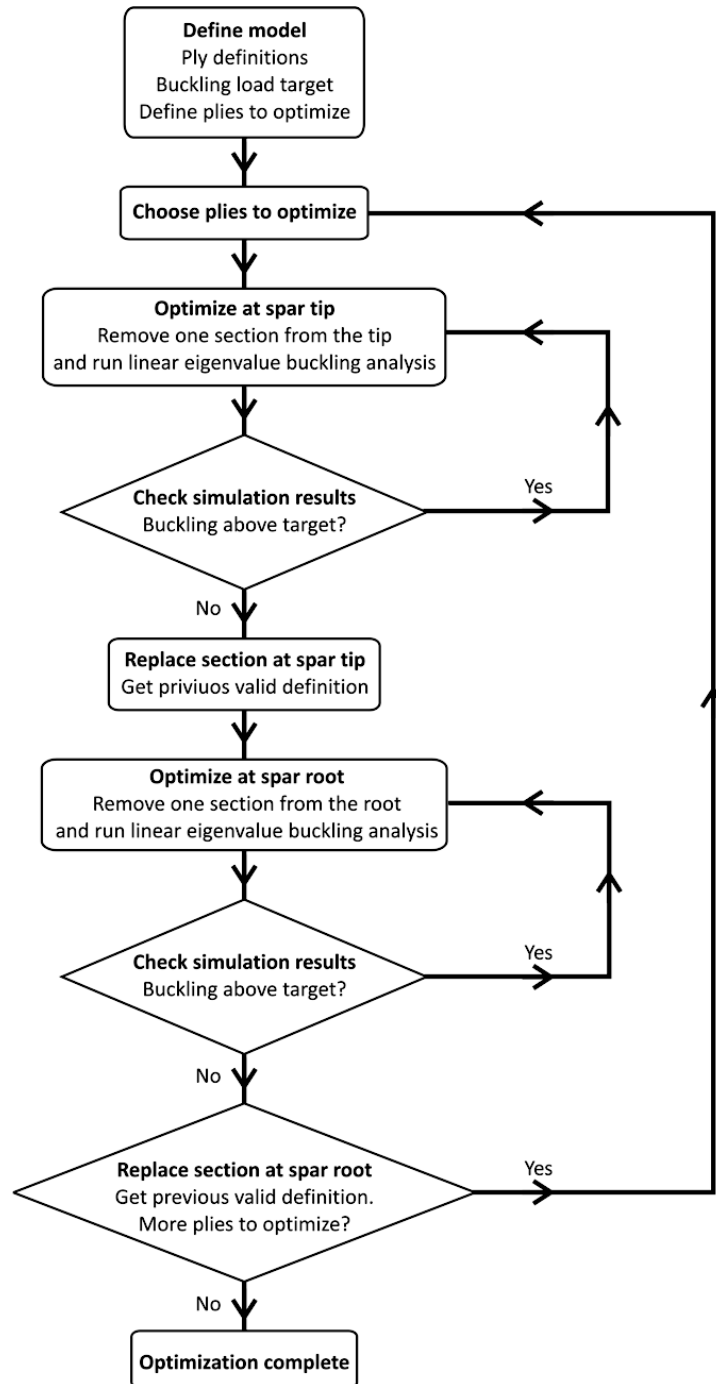 Define model
Ply definitions
Buckling load target
Define plies to optimize
Choose plies to optimize
Optimize at spar tip
Remove one section from the tip
and run linear eigenvalue buckling analysis
Check simulation results
Buckling above target?
Yes
No
Replace section at spar tip
Get priviuos valid definition
Optimize at spar root
Remove one section from the root
and run linear eigenvalue buckling analysis
Check simulation results
Buckling above target?
Yes
No
Replace section at spar root
Get previous valid definition.
More plies to optimize?
Yes
No
Optimization complete